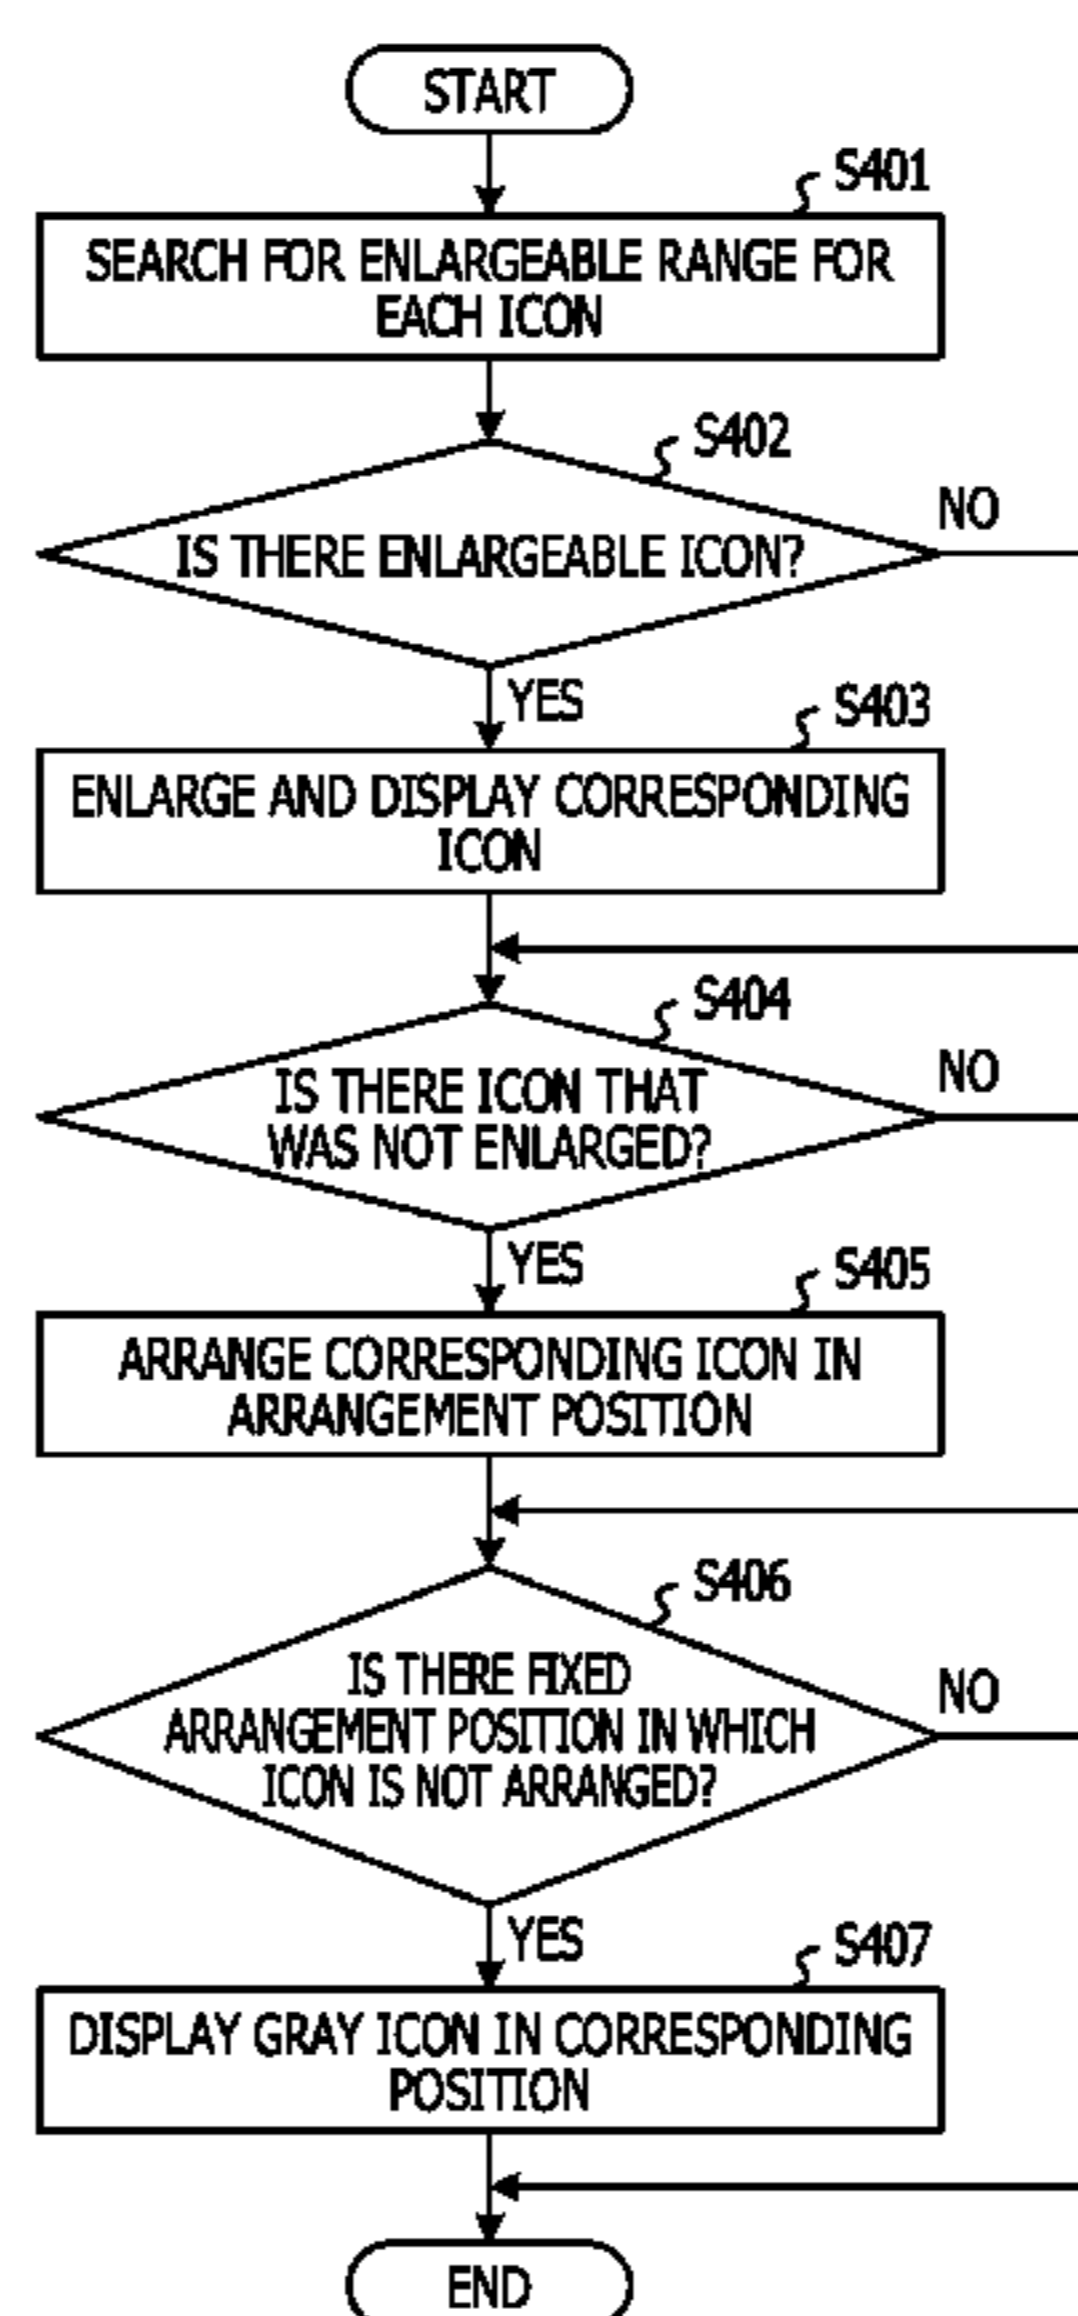 START
S401
SEARCH FOR ENLARGEABLE RANGE FOR
EACH ICON
S402
IS THERE ENLARGEABLE ICON?
NO
YES
S403
ENLARGE AND DISPLAY CORRESPONDING
ICON
S404
IS THERE ICON THAT
WAS NOT ENLARGED?
NO
YES
S405
ARRANGE CORRESPONDING ICON IN
ARRANGEMENT POSITION
S406
IS THERE FIXED
ARRANGEMENT POSITION IN WHICH
ICON IS NOT ARRANGED?
NO
YES
S407
DISPLAY GRAY ICON IN CORRESPONDING
POSITION
END